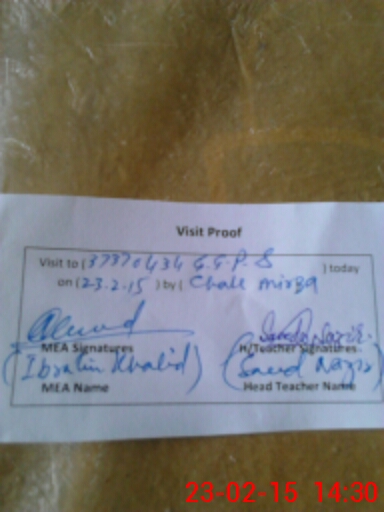 Visit Proof
Visit to (37370434 G.G.P.S ) today
on (23.2.15 ) by ( Chak mirza
MEA Signatures H/Teacher Signatures
(Ibrahim Khalid) Nazir)
MEA Name Head Teacher Name
23-02-15 14:30